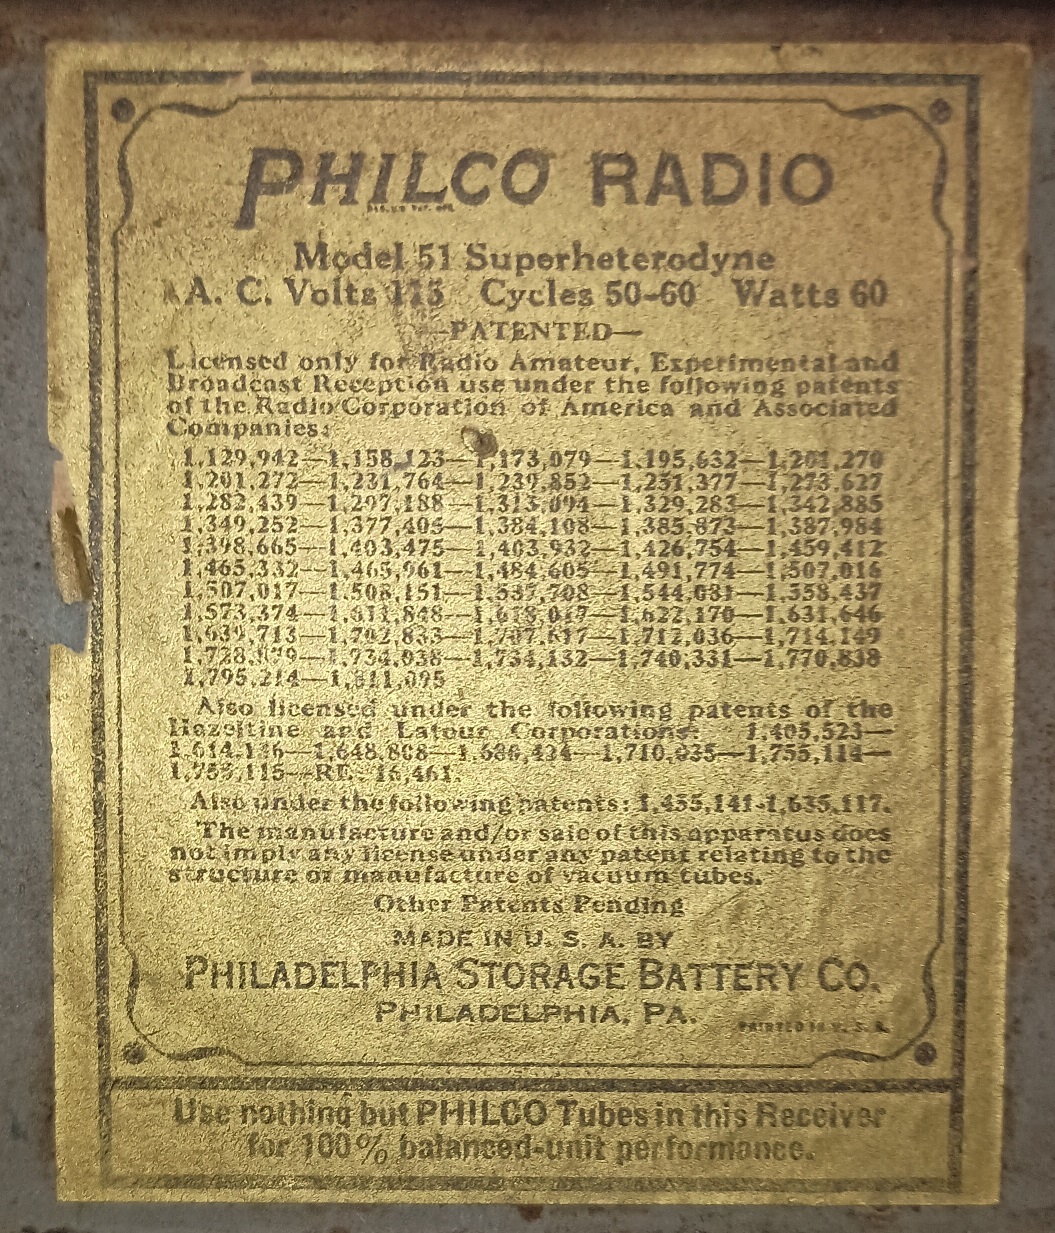 PHILCO RADIO
REG. U.S. PAT. OFF.
Model 51 Superheterodyne
A. C. Volts 115 Cycles 50-60 Watts 60
—PATENTED—
Licensed only for Radio Amateur, Experimental and
Broadcast Reception use under the following patents
of the Radio Corporation of America and Associated
Companies:
1,129,942—1,158,123—1,173,079—1,195,632—1,201,270
1,201,272—1,231,764—1,239,852—1,251,377—1,273,627
1,282,439—1,297,188—1,313,094—1,329,283—1,342,885
1,349,252—1,377,405—1,384,108—1,385,873—1,387,984
1,398,665—1,403,475—1,403,932—1,426,754—1,459,412
1,465,332—1,465,961—1,484,605—1,491,774—1,507,016
1,507,017—1,508,151—1,537,708—1,544,081—1,558,437
1,573,374—1,611,848—1,618,017—1,622,170—1,631,646
1,639,713—1,702,833—1,707,617—1,712,036—1,714,149
1,728,879—1,734,038—1,734,132—1,740,331—1,770,838
1,795,214—1,811,095
Also licensed under the following patents of the
Hazeltine and Latour Corporations: 1,405,523—
1,614,136—1,648,808—1,686,434—1,710,035—1,755,114—
1,755,115—RE. 16,461.
Also under the following patents: 1,455,141-1,635,117.
The manufacture and/or sale of this apparatus does
not imply any license under any patent relating to the
structure or manufacture of vacuum tubes.
Other Patents Pending
MADE IN U. S. A. BY
PHILADELPHIA STORAGE BATTERY CO.
PHILADELPHIA, PA.
PRINTED IN U. S. A.
Use nothing but PHILCO Tubes in this Receiver
for 100% balanced-unit performance.